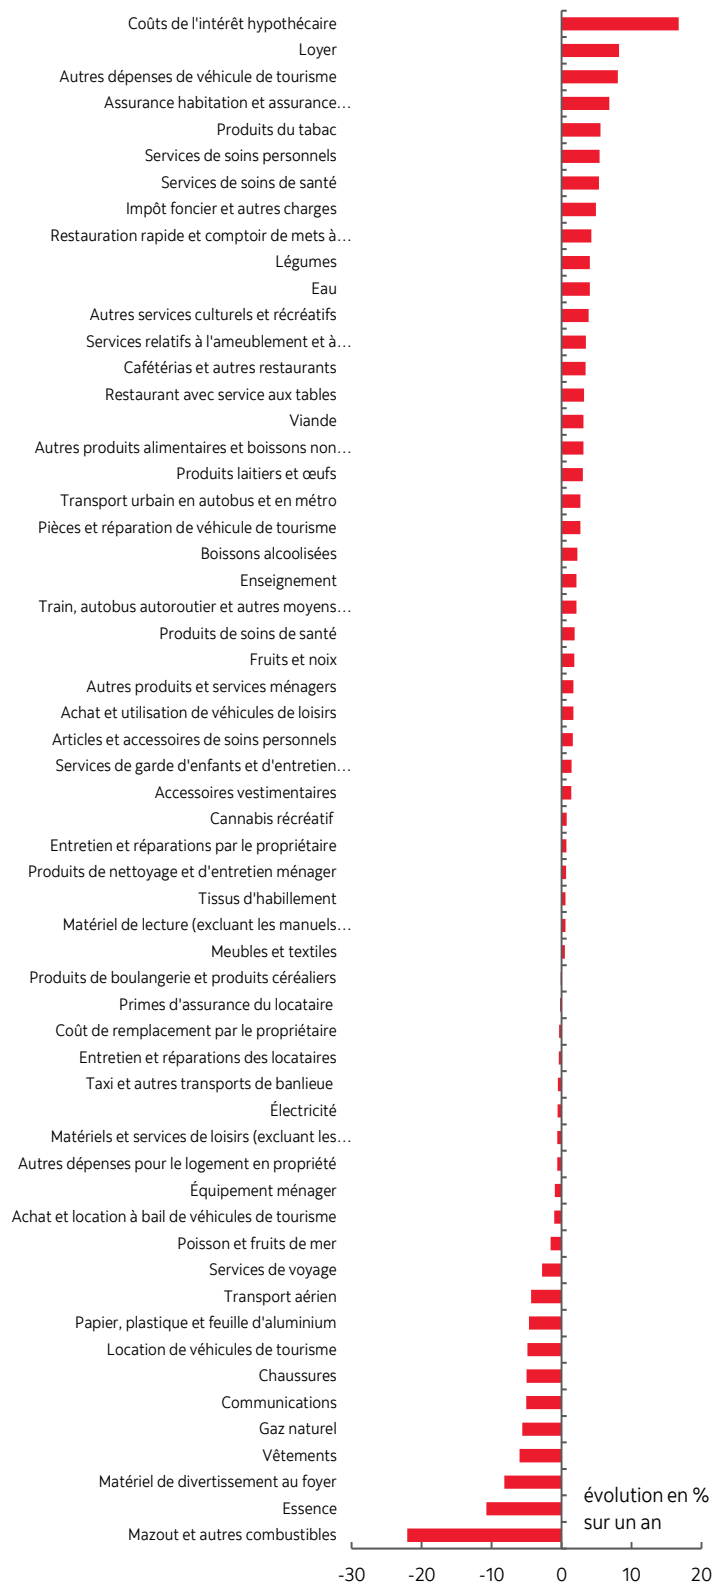 Coûts de l'intérêt hypothécaire
Loyer
Autres dépenses de véhicule de tourisme
Assurance habitation et assurance…
Produits du tabac
Services de soins personnels
Services de soins de santé
Impôt foncier et autres charges
Restauration rapide et comptoir de mets à…
Légumes
Eau
Autres services culturels et récréatifs
Services relatifs à l'ameublement et à…
Cafétérias et autres restaurants
Restaurant avec service aux tables
Viande
Autres produits alimentaires et boissons non…
Produits laitiers et œufs
Transport urbain en autobus et en métro
Pièces et réparation de véhicule de tourisme
Boissons alcoolisées
Enseignement
Train, autobus autoroutier et autres moyens…
Produits de soins de santé
Fruits et noix
Autres produits et services ménagers
Achat et utilisation de véhicules de loisirs
Articles et accessoires de soins personnels
Services de garde d'enfants et d'entretien…
Accessoires vestimentaires
Cannabis récréatif
Entretien et réparations par le propriétaire
Produits de nettoyage et d'entretien ménager
Tissus d'habillement
Matériel de lecture (excluant les manuels…
Meubles et textiles
Produits de boulangerie et produits céréaliers
Primes d'assurance du locataire
Coût de remplacement par le propriétaire
Entretien et réparations des locataires
Taxi et autres transports de banlieue
Électricité
Matériels et services de loisirs (excluant les…
Autres dépenses pour le logement en propriété
Équipement ménager
Achat et location à bail de véhicules de tourisme
Poisson et fruits de mer
Services de voyage
Transport aérien
Papier, plastique et feuille d'aluminium
Location de véhicules de tourisme
Chaussures
Communications
Gaz naturel
Vêtements
Matériel de divertissement au foyer
Essence
Mazout et autres combustibles
évolution en %
sur un an
-30 -20 -10 0 10 20